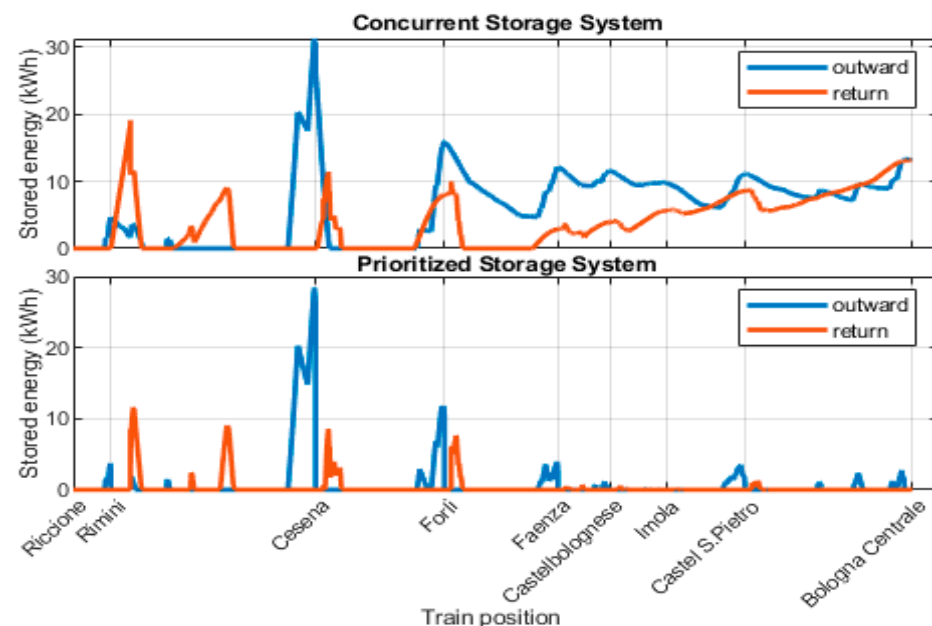 Concurrent Storage System
Stored energy (kWh)
30
20
10
0
outward
return
Prioritized Storage System
Stored energy (kWh)
30
20
10
0
outward
return
Riccione
Rimini
Cesena
Forlì
Faenza
Castelbolognese
Imola
Castel S.Pietro
Bologna Centrale
Train position